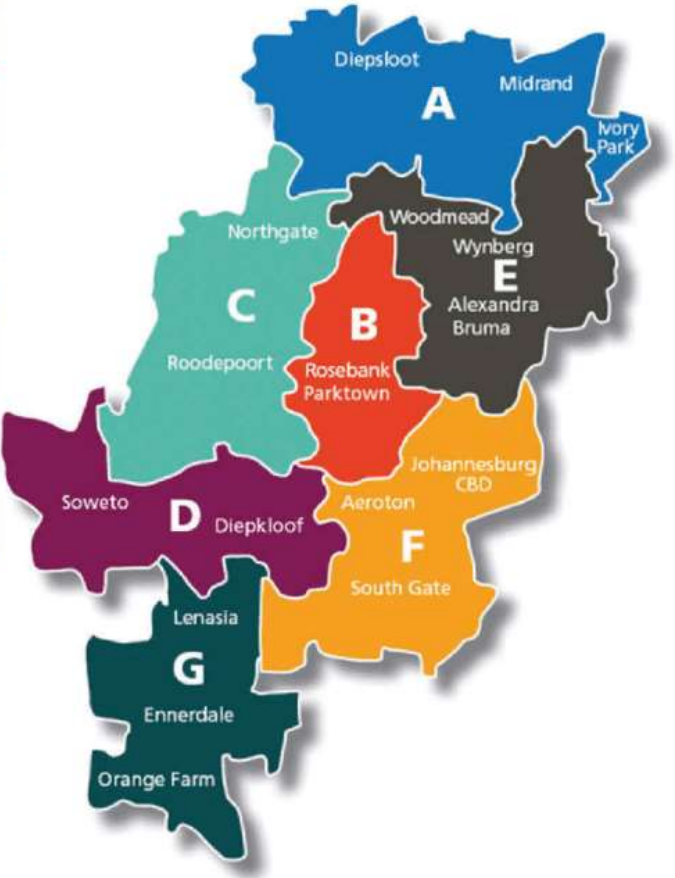 Diepsloot
Midrand
A
Ivory
Park
Woodmead
Northgate
Wynberg
E
C
Alexandra
B
Bruma
Roodepoort
Rosebank
Parktown
Johannesburg
CBD
Soweto
Aeroton
D
Diepkloof
F
South Gate
Lenasia
G
Ennerdale
Orange Farm